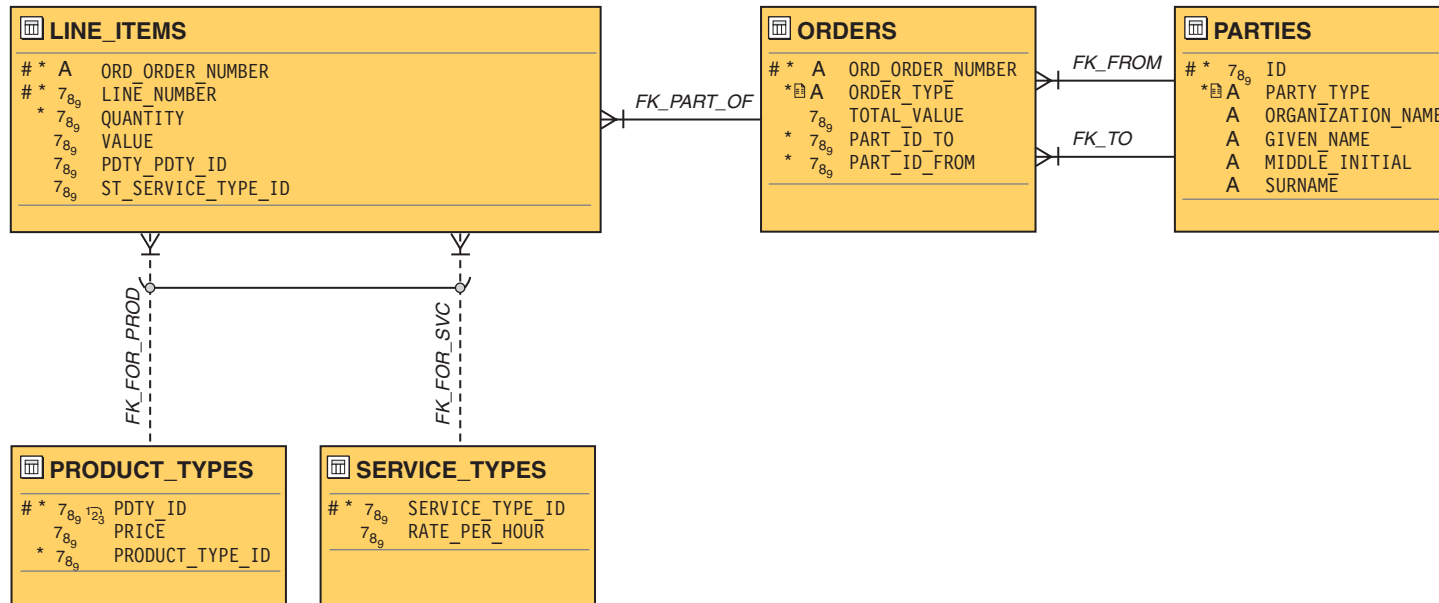 LINE_ITEMS
# * A ORD_ORDER_NUMBER
# * 789 LINE_NUMBER
* 789 QUANTITY
789 VALUE
789 PDTY_PDTY_ID
789 ST_SERVICE_TYPE_ID
FK_PART_OF
ORDERS
# * A ORD_ORDER_NUMBER
* A ORDER_TYPE
789 TOTAL_VALUE
* 789 PART_ID_TO
* 789 PART_ID_FROM
FK_FROM
FK_TO
PARTIES
# * 789 ID
* A PARTY_TYPE
A ORGANIZATION_NAME
A GIVEN_NAME
A MIDDLE_INITIAL
A SURNAME
FK_FOR_PROD
FK_FOR_SVC
PRODUCT_TYPES
# * 789 123 PDTY_ID
789 PRICE
* 789 PRODUCT_TYPE_ID
SERVICE_TYPES
# * 789 SERVICE_TYPE_ID
789 RATE_PER_HOUR